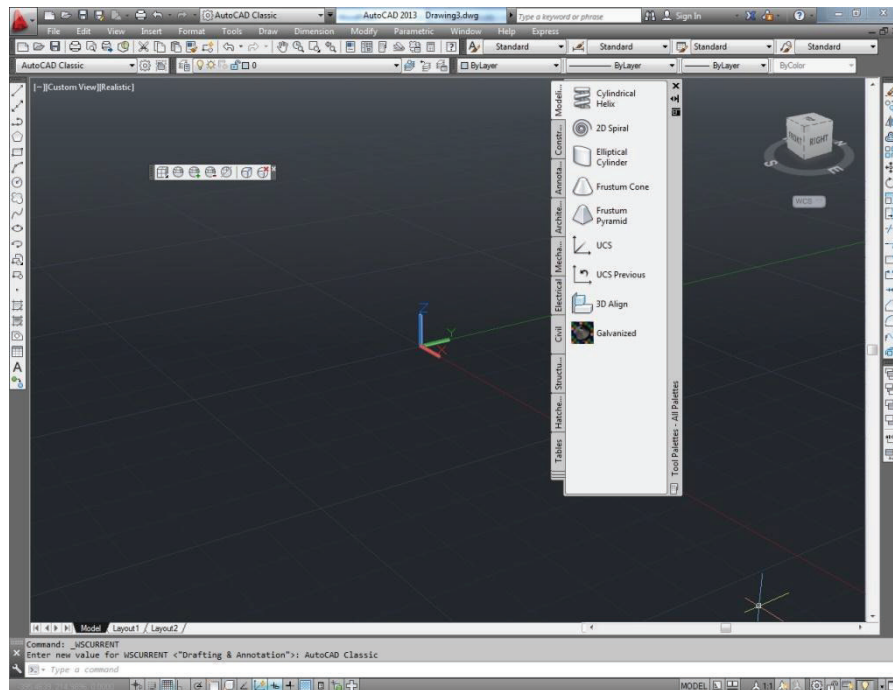 AutoCAD Classic
AutoCAD 2013 Drawing3.dwg
Type a keyword or phrase
Sign In
File Edit View Insert Format Tools Draw Dimension Modify Parametric Window Help Express
Standard Standard Standard Standard
AutoCAD Classic 0 ByLayer ByLayer ByLayer ByColor
[−][Custom View][Realistic]
Modeli...
Constr...
Annota...
Archite...
Mecha...
Electrical
Civil
Structu...
Hatche...
Tables
Cylindrical
Helix
2D Spiral
Elliptical
Cylinder
Frustum Cone
Frustum
Pyramid
UCS
UCS Previous
3D Align
Galvanized
Tool Palettes - All Palettes
RIGHT
S
WCS
Z
Y
X
Model Layout1 Layout2
Command: _WSCURRENT
Enter new value for WSCURRENT <"Drafting & Annotation">: AutoCAD Classic
Type a command
MODEL 1:1